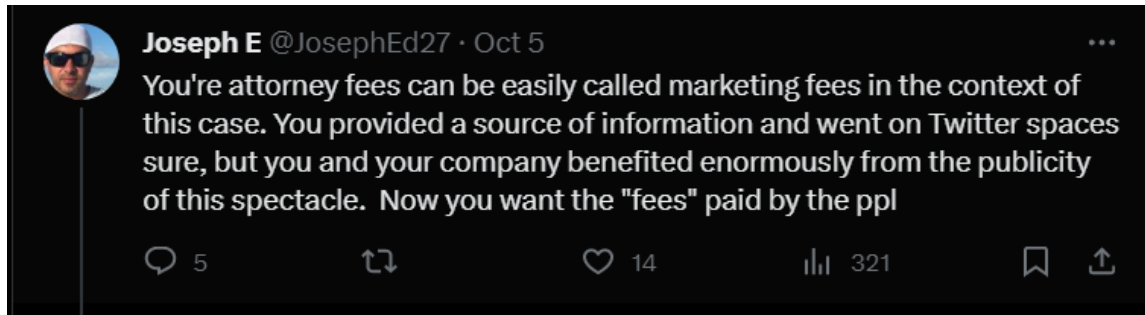 Joseph E @JosephEd27 · Oct 5
You're attorney fees can be easily called marketing fees in the context of
this case. You provided a source of information and went on Twitter spaces
sure, but you and your company benefited enormously from the publicity
of this spectacle.  Now you want the "fees" paid by the ppl
5 14 321